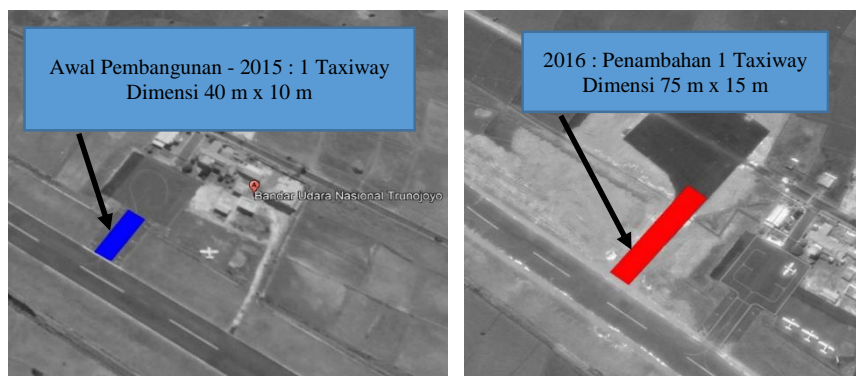 Awal Pembangunan - 2015 : 1 Taxiway
Dimensi 40 m x 10 m
A
Bandar Udara Nasional Trunojoyo
2016 : Penambahan 1 Taxiway
Dimensi 75 m x 15 m